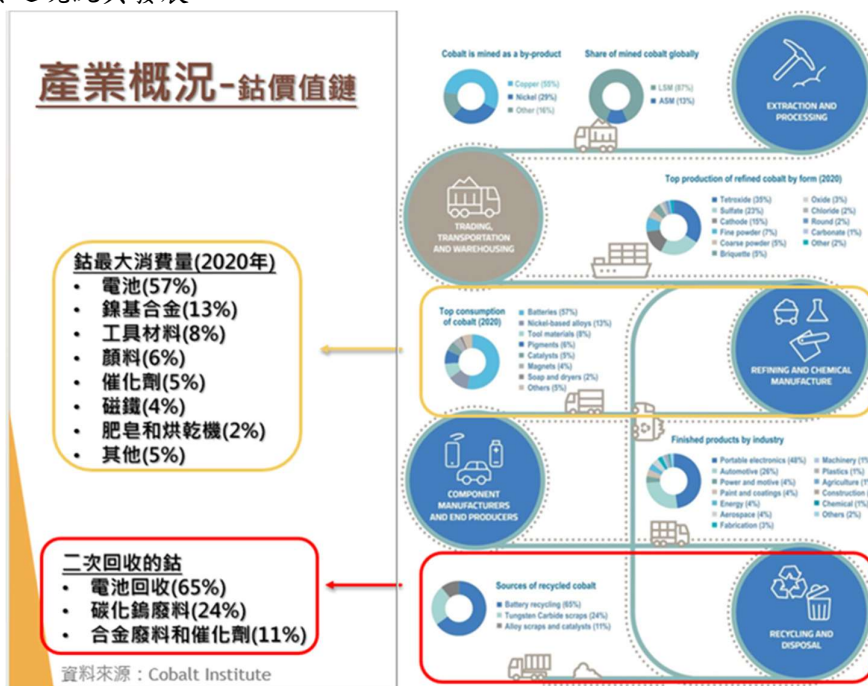 產業概況-鈷價值鏈
鈷最大消費量(2020年)
• 電池(57%)
• 鎳基合金(13%)
• 工具材料(8%)
• 顏料(6%)
• 催化劑(5%)
• 磁鐵(4%)
• 肥皂和烘乾機(2%)
• 其他(5%)
二次回收的鈷
• 電池回收(65%)
• 碳化鎢廢料(24%)
• 合金廢料和催化劑(11%)
資料來源：Cobalt Institute
Cobalt is mined as a by-product
Copper (55%)
Nickel (29%)
Other (16%)
Share of mined cobalt globally
LSM (87%)
ASM (13%)
EXTRACTION AND
PROCESSING
TRADING,
TRANSPORTATION
AND WAREHOUSING
Top production of refined cobalt by form (2020)
Tetroxide (35%)
Sulfate (23%)
Cathode (15%)
Fine powder (7%)
Coarse powder (5%)
Briquette (5%)
Oxide (3%)
Chloride (2%)
Round (2%)
Carbonate (1%)
Other (2%)
Top consumption
of cobalt (2020)
Batteries (57%)
Nickel-based alloys (13%)
Tool materials (8%)
Pigments (6%)
Catalysts (5%)
Magnets (4%)
Soap and dryers (2%)
Others (5%)
REFINING AND CHEMICAL
MANUFACTURE
COMPONENT
MANUFACTURERS
AND END PRODUCERS
Finished products by industry
Portable electronics (48%)
Automotive (26%)
Power and motive (4%)
Paint and coatings (4%)
Energy (4%)
Aerospace (4%)
Fabrication (3%)
Machinery (1%
Plastics (1%)
Agriculture (1%
Construction
Chemical (1%)
Others (2%)
Sources of recycled cobalt
Battery recycling (65%)
Tungsten Carbide scraps (24%)
Alloy scraps and catalysts (11%)
RECYCLING AND
DISPOSAL